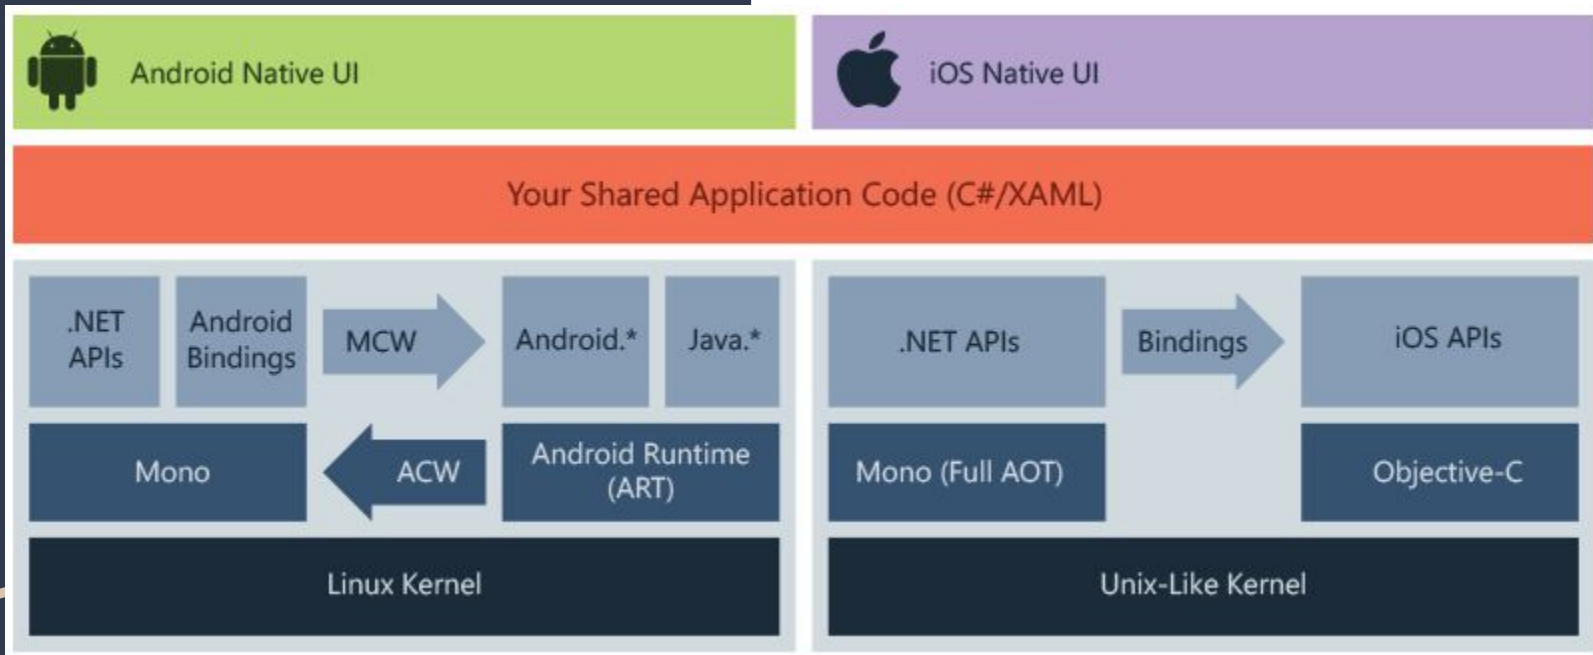 Android Native UI
iOS Native UI
Your Shared Application Code (C#/XAML)
.NET
APIs
Android
Bindings
MCW
Android.*
Java.*
.NET APIs
Bindings
iOS APIs
Mono
ACW
Android Runtime
(ART)
Mono (Full AOT)
Objective-C
Linux Kernel
Unix-Like Kernel